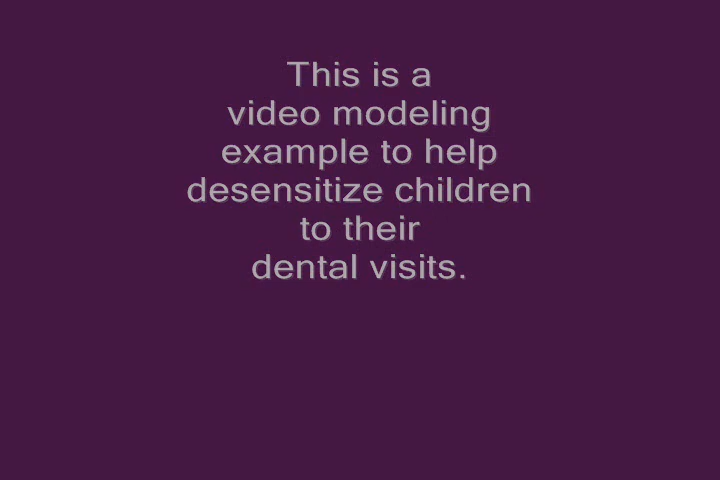 This is a
video modeling
example to help
desensitize children
to their
dental visits.